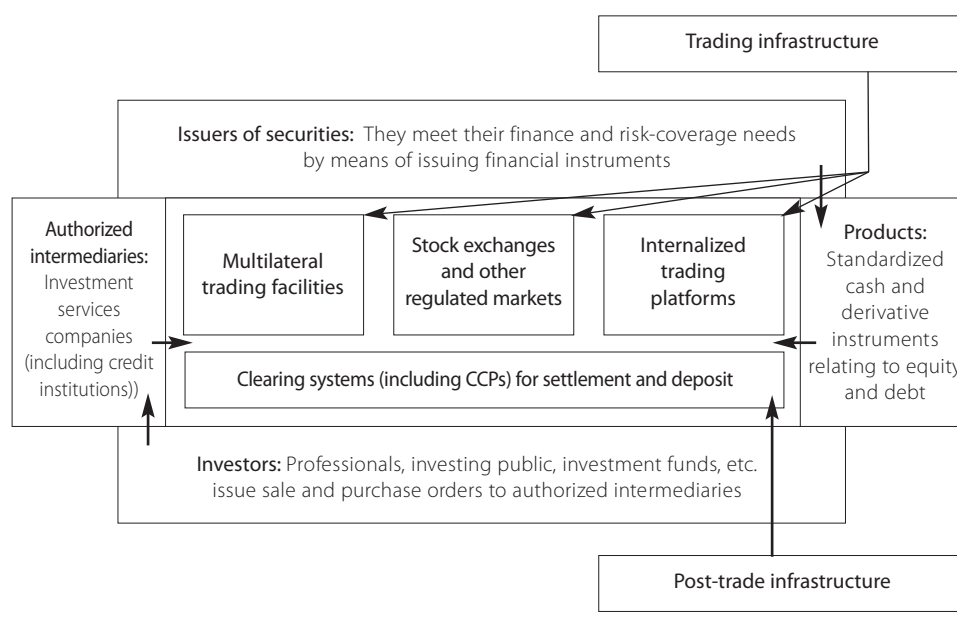 Trading infrastructure
Issuers of securities: They meet their finance and risk-coverage needs
by means of issuing financial instruments
Authorized
intermediaries:
Investment
services
companies
(including credit
institutions))
Multilateral
trading facilities
Stock exchanges
and other
regulated markets
Internalized
trading
platforms
Products:
Standardized
cash and
derivative
instruments
relating to equity
and debt
Clearing systems (including CCPs) for settlement and deposit
Investors: Professionals, investing public, investment funds, etc.
issue sale and purchase orders to authorized intermediaries
Post-trade infrastructure